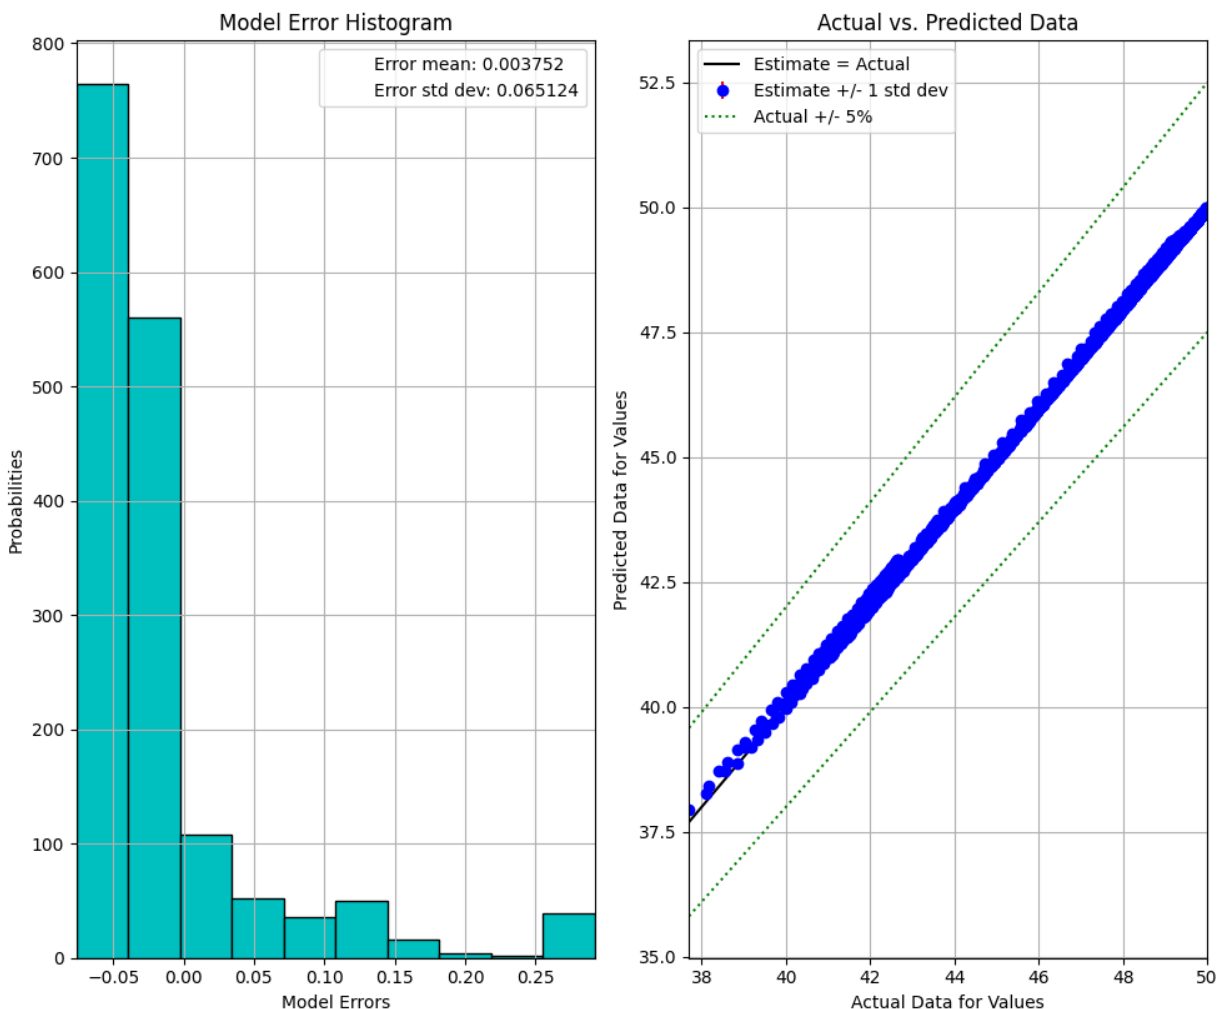 Model Error Histogram
Error mean: 0.003752
Error std dev: 0.065124
800
700
600
500
400
300
200
100
0
Probabilities
−0.05 0.00 0.05 0.10 0.15 0.20 0.25
Model Errors
Actual vs. Predicted Data
Estimate = Actual
Estimate +/- 1 std dev
Actual +/- 5%
52.5
50.0
47.5
45.0
42.5
40.0
37.5
35.0
Predicted Data for Values
38 40 42 44 46 48 50
Actual Data for Values